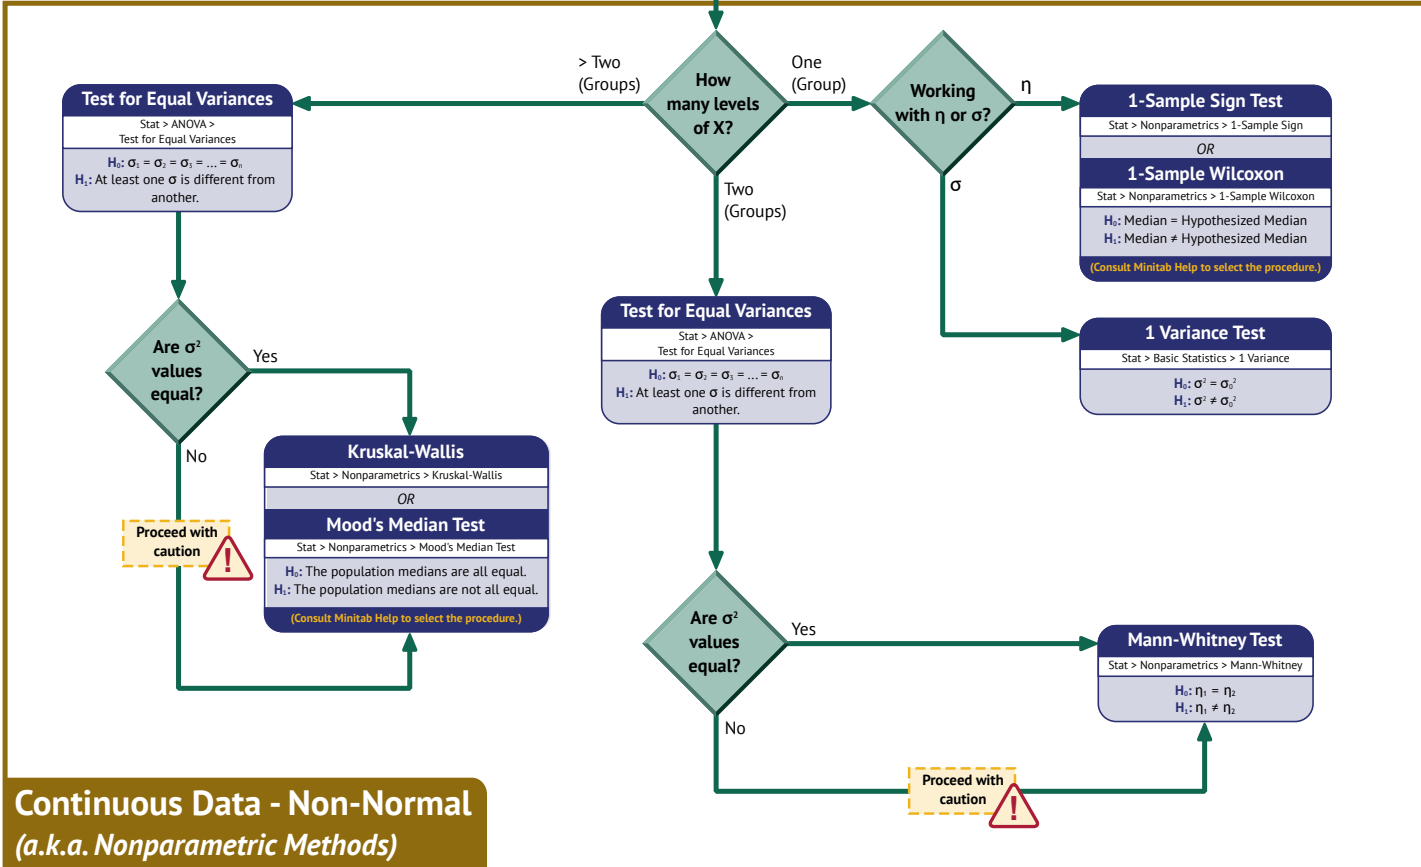 How
many levels
of X?
> Two
(Groups)
One
(Group)
Two
(Groups)
Working
with η or σ?
η
σ
Test for Equal Variances
Stat > ANOVA >
Test for Equal Variances
H₀: σ₁ = σ₂ = σ₃ = ... = σₙ
H₁: At least one σ is different from
another.
1-Sample Sign Test
Stat > Nonparametrics > 1-Sample Sign
OR
1-Sample Wilcoxon
Stat > Nonparametrics > 1-Sample Wilcoxon
H₀: Median = Hypothesized Median
H₁: Median ≠ Hypothesized Median
(Consult Minitab Help to select the procedure.)
1 Variance Test
Stat > Basic Statistics > 1 Variance
H₀: σ² = σ₀²
H₁: σ² ≠ σ₀²
Test for Equal Variances
Stat > ANOVA >
Test for Equal Variances
H₀: σ₁ = σ₂ = σ₃ = ... = σₙ
H₁: At least one σ is different from
another.
Are σ²
values
equal?
Yes
No
Proceed with
caution
!
Kruskal-Wallis
Stat > Nonparametrics > Kruskal-Wallis
OR
Mood's Median Test
Stat > Nonparametrics > Mood's Median Test
H₀: The population medians are all equal.
H₁: The population medians are not all equal.
(Consult Minitab Help to select the procedure.)
Are σ²
values
equal?
Yes
No
Mann-Whitney Test
Stat > Nonparametrics > Mann-Whitney
H₀: η₁ = η₂
H₁: η₁ ≠ η₂
Proceed with
caution
!
Continuous Data - Non-Normal
(a.k.a. Nonparametric Methods)